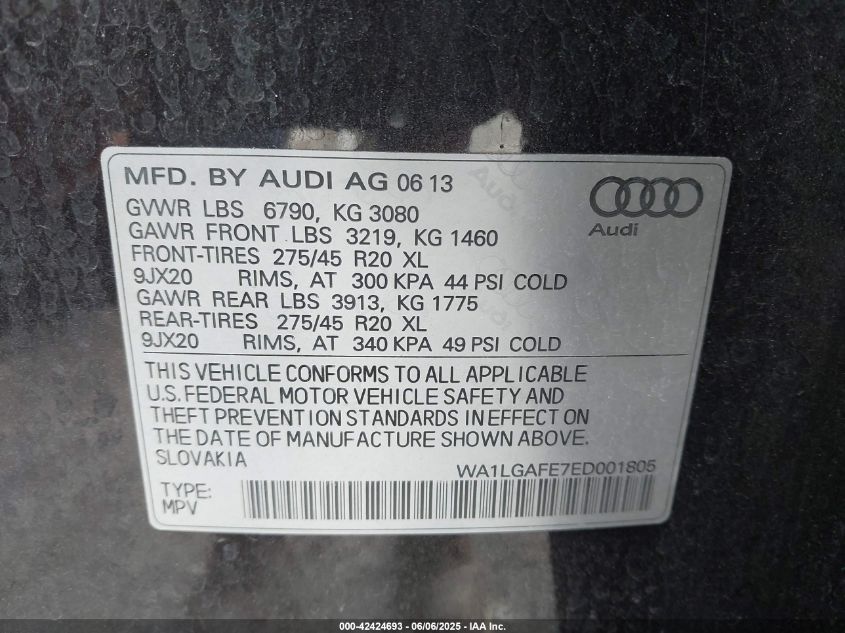 MFD. BY AUDI AG 06 13
GVWR LBS 6790, KG 3080
GAWR FRONT LBS 3219, KG 1460
FRONT-TIRES 275/45 R20 XL
9JX20 RIMS, AT 300 KPA 44 PSI COLD
GAWR REAR LBS 3913, KG 1775
REAR-TIRES 275/45 R20 XL
9JX20 RIMS, AT 340 KPA 49 PSI COLD
Audi
THIS VEHICLE CONFORMS TO ALL APPLICABLE
U.S. FEDERAL MOTOR VEHICLE SAFETY AND
THEFT PREVENTION STANDARDS IN EFFECT ON
THE DATE OF MANUFACTURE SHOWN ABOVE.
SLOVAKIA
WA1LGAFE7ED001805
TYPE:
MPV
000-42424693 - 06/06/2025 - IAA Inc.